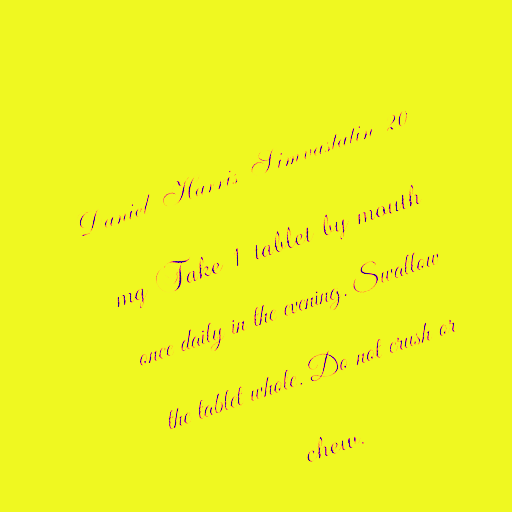 Daniel Harris Simvastatin 20
mg Take 1 tablet by mouth
once daily in the evening. Swallow
the tablet whole. Do not crush or
chew.